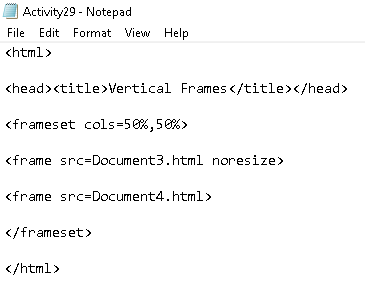 Activity29 - Notepad
File Edit Format View Help
<html>
<head><title>Vertical Frames</title></head>
<frameset cols=50%,50%>
<frame src=Document3.html noresize>
<frame src=Document4.html>
</frameset>
</html>